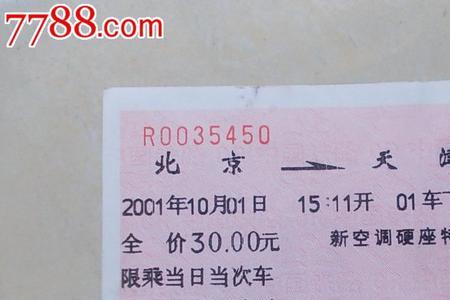 7788.com
R0035450
北京 → 天
2001年10月01日 15:11开 01车
全 价30.00元 新空调硬座特
限乘当日当次车